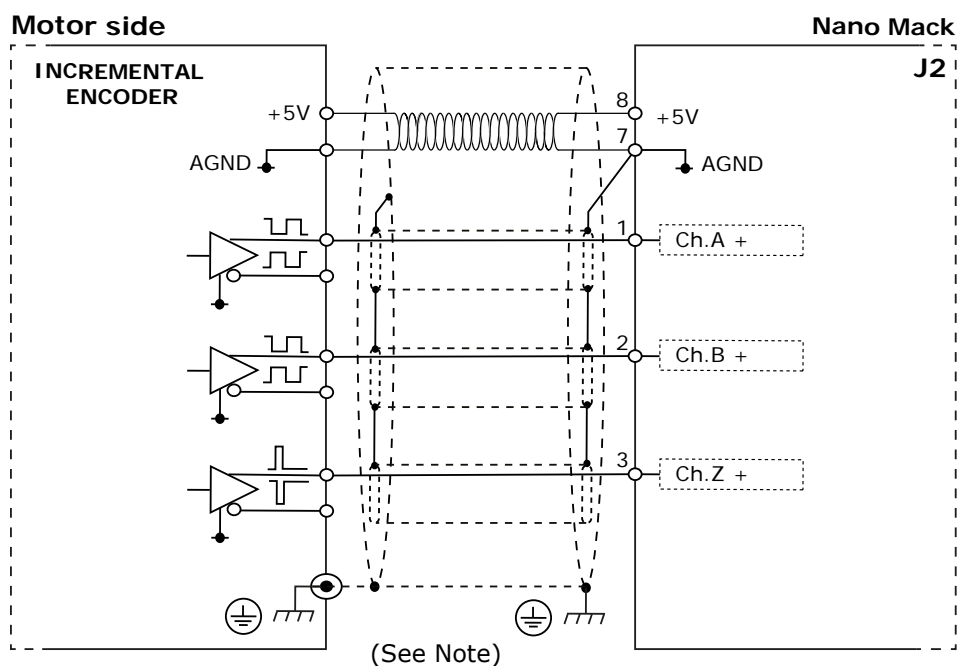 Motor side
Nano Mack
INCREMENTAL
ENCODER
J2
+5V
8
+5V
7
AGND
AGND
1
Ch.A +
2
Ch.B +
3
Ch.Z +
(See Note)